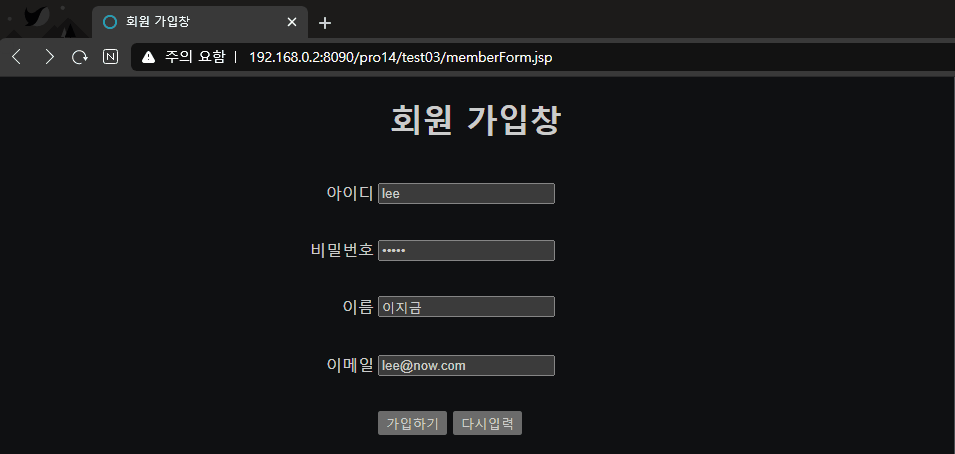 회원 가입창
주의 요함 | 192.168.0.2:8090/pro14/test03/memberForm.jsp
회원 가입창
아이디 lee
비밀번호 •••••
이름 이지금
이메일 lee@now.com
가입하기 다시입력